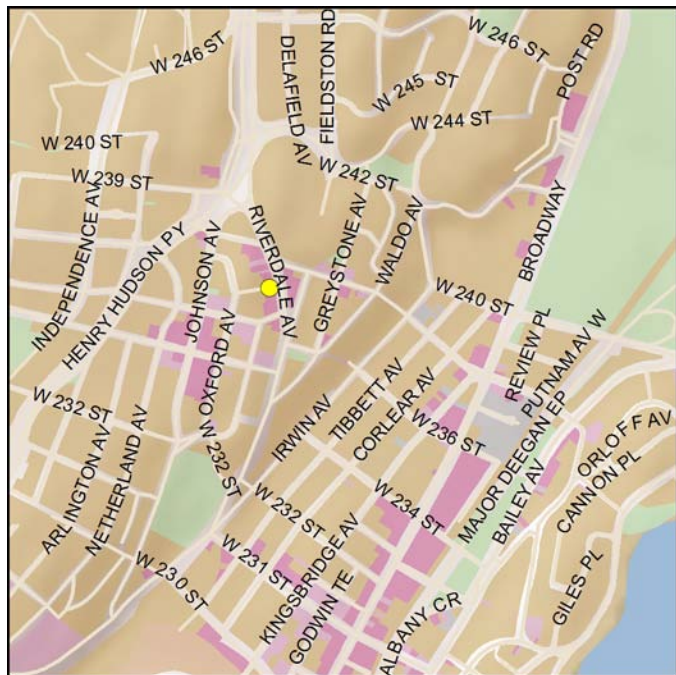 W 246 ST
DELAFIELD AV
FIELDSTON RD
W 246 ST
POST RD
W 245 ST
W 244 ST
W 240 ST
W 239 ST
W 242 ST
INDEPENDENCE AV
HENRY HUDSON PY
JOHNSON AV
RIVERDALE AV
GREYSTONE AV
WALDO AV
BROADWAY
W 240 ST
OXFORD AV
REVIEW PL
PUTNAM AV W
W 232 ST
W 232 ST
IRWIN AV
TIBBETT AV
CORLEAR AV
W 236 ST
MAJOR DEEGAN EP
BAILEY AV
ORLOFF AV
CANNON PL
ARLINGTON AV
NETHERLAND AV
W 232 ST
W 234 ST
W 230 ST
W 231 ST
KINGSBRIDGE AV
GODWIN TE
ALBANY CR
GILES PL